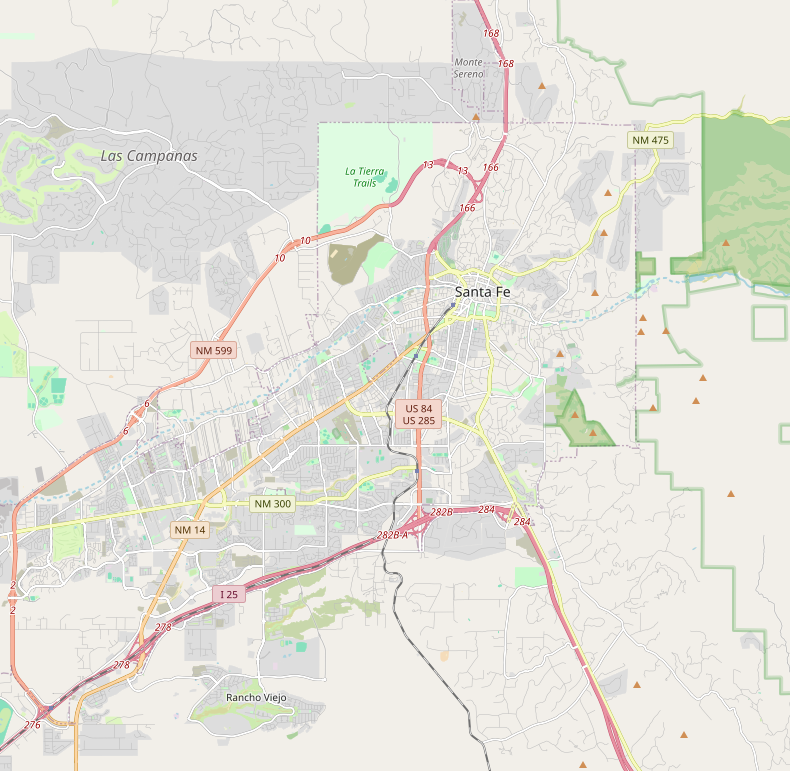 168
168
Monte
Sereno
NM 475
Las Campanas
166
13
13
La Tierra
Trails
166
10
10
Santa Fe
NM 599
6
6
US 84
US 285
NM 300
282B
284
284
NM 14
282B-A
2
2
I 25
278
278
Rancho Viejo
276